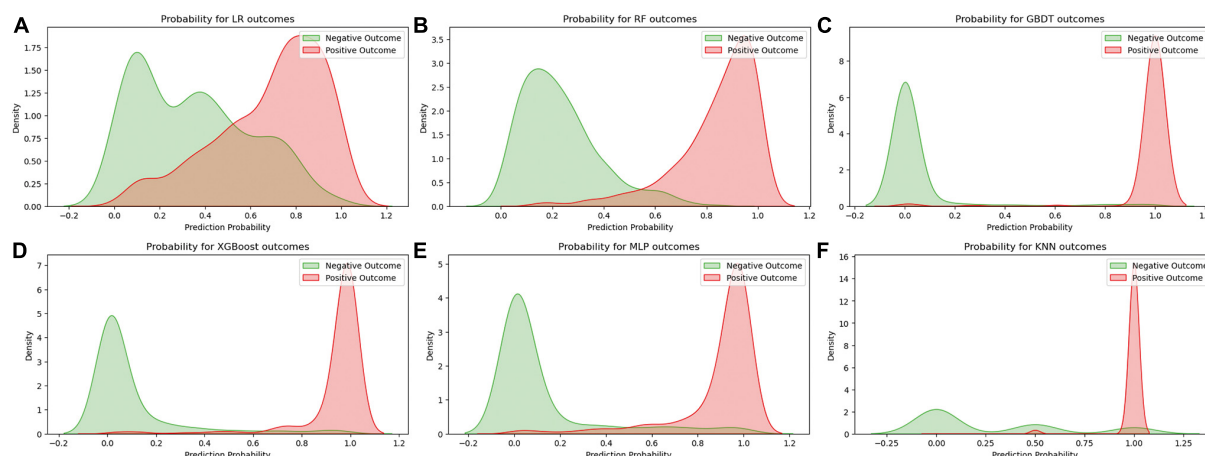 A
Probability for LR outcomes
Negative Outcome
Positive Outcome
Density
1.75
1.50
1.25
1.00
0.75
0.50
0.25
0.00
−0.2 0.0 0.2 0.4 0.6 0.8 1.0 1.2
Prediction Probability
B
Probability for RF outcomes
Negative Outcome
Positive Outcome
Density
3.5
3.0
2.5
2.0
1.5
1.0
0.5
0.0
0.0 0.2 0.4 0.6 0.8 1.0 1.2
Prediction Probability
C
Probability for GBDT outcomes
Negative Outcome
Positive Outcome
Density
8
6
4
2
0
−0.2 0.0 0.2 0.4 0.6 0.8 1.0
Prediction Probability
D
Probability for XGBoost outcomes
Negative Outcome
Positive Outcome
Density
7
6
5
4
3
2
1
0
−0.2 0.0 0.2 0.4 0.6 0.8 1.0 1.2
Prediction Probability
E
Probability for MLP outcomes
Negative Outcome
Positive Outcome
Density
5
4
3
2
1
0
−0.2 0.0 0.2 0.4 0.6 0.8 1.0 1.2
Prediction Probability
F
Probability for KNN outcomes
Negative Outcome
Positive Outcome
Density
16
14
12
10
8
6
4
2
0
−0.25 0.00 0.25 0.50 0.75 1.00 1.25
Prediction Probability